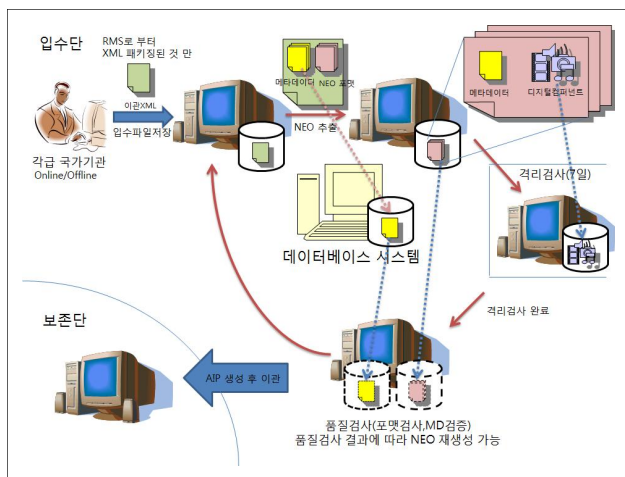 입수단
RMS로 부터
XML 패키징된 것 만
이관XML
입수파일저장
각급 국가기관
Online/Offline
메타데이터
NEO 포맷
NEO 추출
메타데이터
디지털컴퍼넌트
격리검사(7일)
데이터베이스 시스템
격리검사 완료
보존단
AIP 생성 후 이관
품질검사(포맷검사,MD검증)
품질검사 결과에 따라 NEO 재생성 가능